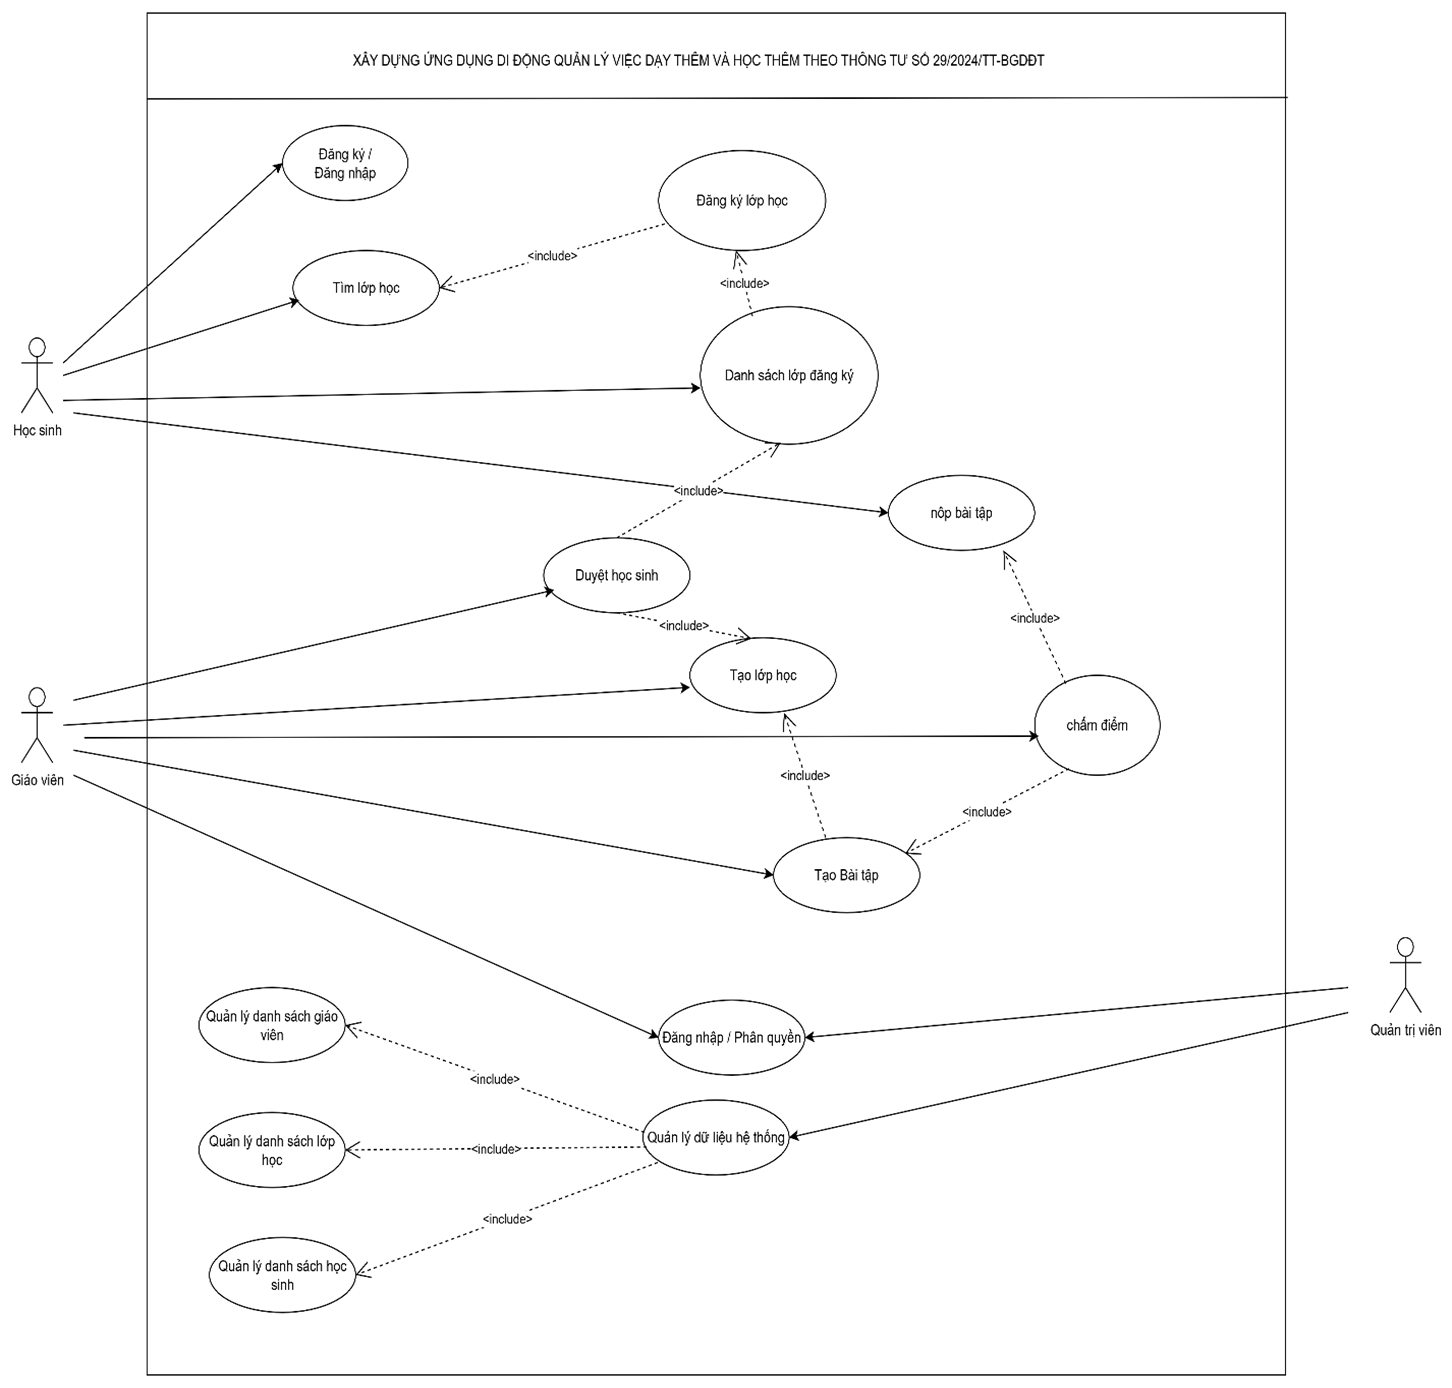 XÂY DỰNG ỨNG DỤNG DI ĐỘNG QUẢN LÝ VIỆC DẠY THÊM VÀ HỌC THÊM THEO THÔNG TƯ SỐ 29/2024/TT-BGDĐT
Đăng ký /
Đăng nhập
Đăng ký lớp học
<include>
Tìm lớp học
<include>
Danh sách lớp đăng ký
Học sinh
<include>
nôp bài tập
Duyệt học sinh
<include>
<include>
Tạo lớp học
chấm điểm
Giáo viên
<include>
<include>
Tạo Bài tập
Quản lý danh sách giáo
viên
Đăng nhập / Phân quyền
Quản trị viên
<include>
Quản lý danh sách lớp
học
<include>
Quán lý dữ liệu hệ thống
<include>
Quản lý danh sách học
sinh